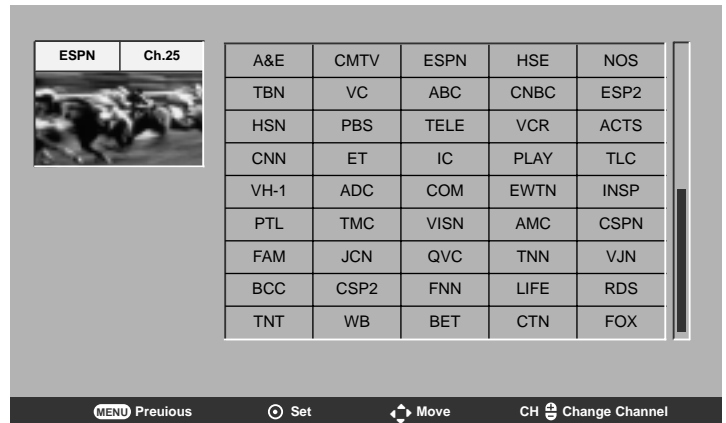 ESPN Ch.25
A&E CMTV ESPN HSE NOS
TBN VC ABC CNBC ESP2
HSN PBS TELE VCR ACTS
CNN ET IC PLAY TLC
VH-1 ADC COM EWTN INSP
PTL TMC VISN AMC CSPN
FAM JCN QVC TNN VJN
BCC CSP2 FNN LIFE RDS
TNT WB BET CTN FOX
MENU Preuious Set Move CH Change Channel